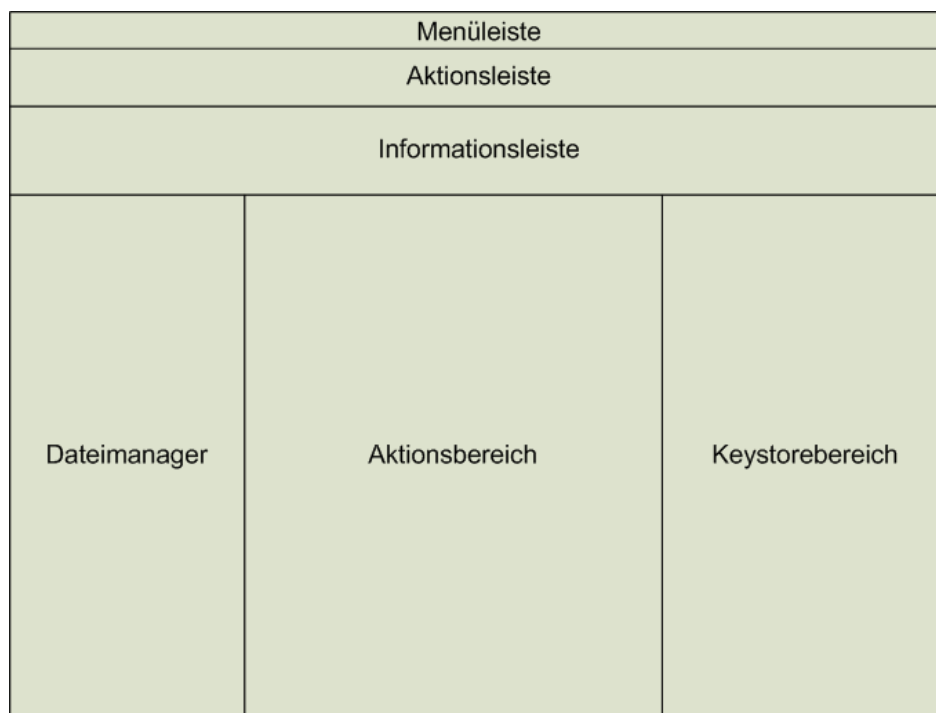 Menüleiste
Aktionsleiste
Informationsleiste
Dateimanager
Aktionsbereich
Keystorebereich